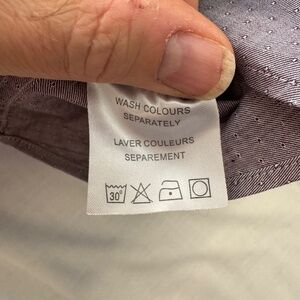 WASH COLOURS
SEPARATELY
LAVER COULEURS
SEPAREMENT
30°